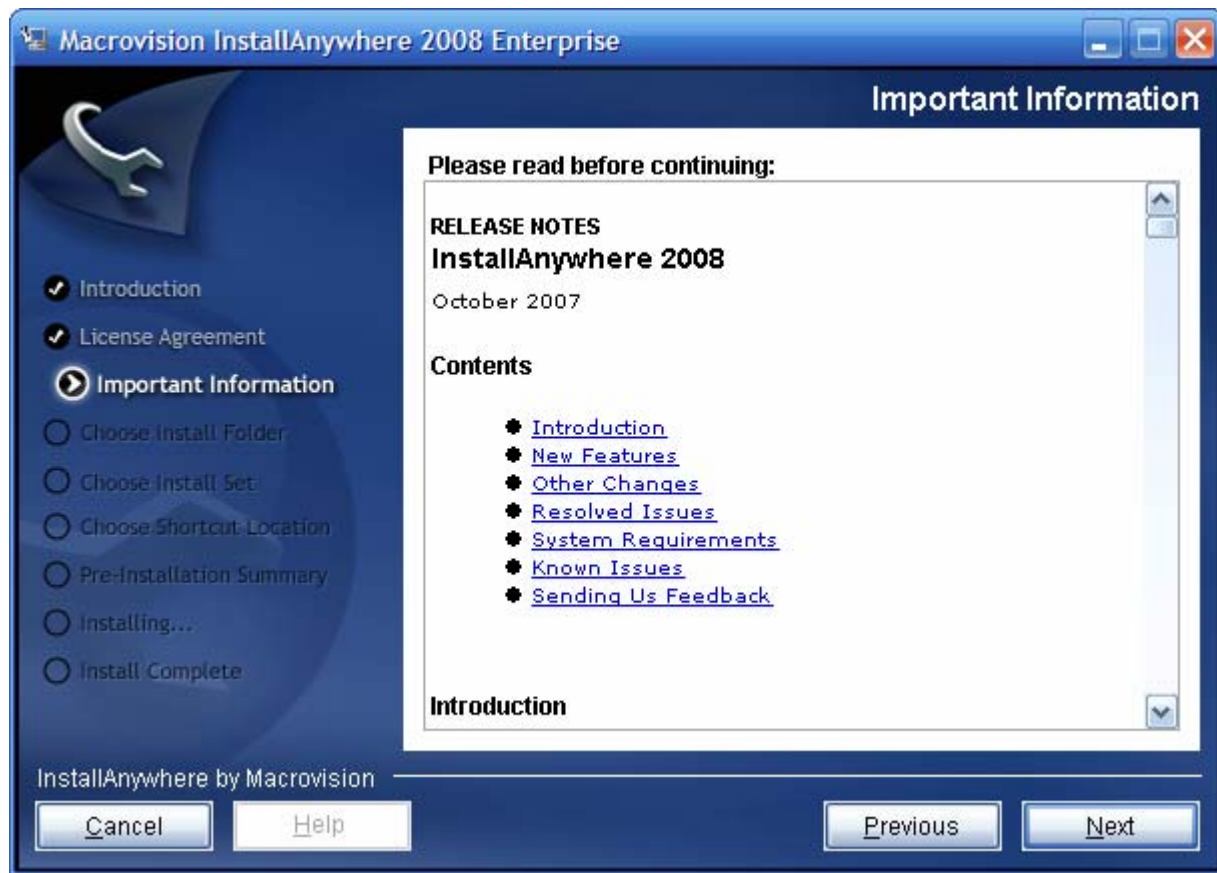 Macrovision InstallAnywhere 2008 Enterprise
Important Information
Introduction
License Agreement
Important Information
Choose Install Folder
Choose Install Set
Choose Shortcut Location
Pre-Installation Summary
Installing...
Install Complete
Please read before continuing:
RELEASE NOTES
InstallAnywhere 2008
October 2007
Contents
Introduction
New Features
Other Changes
Resolved Issues
System Requirements
Known Issues
Sending Us Feedback
Introduction
InstallAnywhere by Macrovision
Cancel
Help
Previous
Next